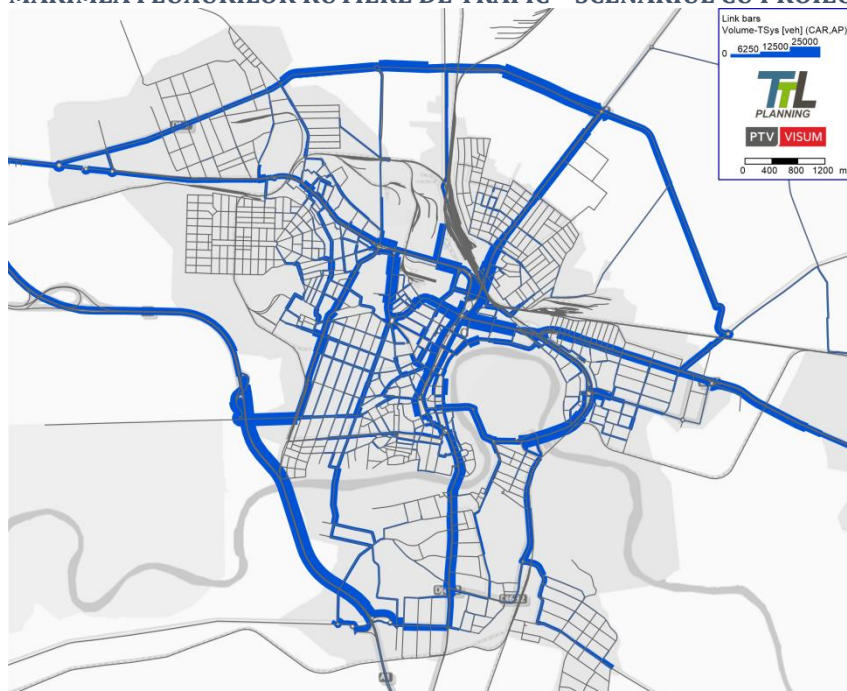 MĂRIMEA FLUXURILOR RUTIERE DE TRAFIC – SCENARIUL CU PROIEC
Link bars
Volume-TSys [veh] (CAR,AP)
0 6250 12500 25000
TTL
PLANNING
PTV VISUM
0 400 800 1200 m